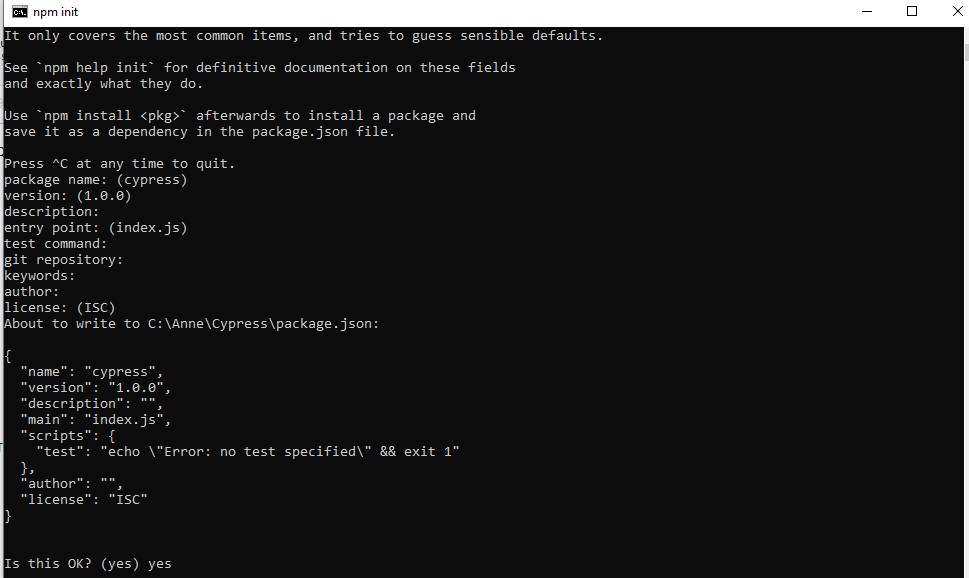 npm init
It only covers the most common items, and tries to guess sensible defaults.
See `npm help init` for definitive documentation on these fields
and exactly what they do.
Use `npm install <pkg>` afterwards to install a package and
save it as a dependency in the package.json file.
Press ^C at any time to quit.
package name: (cypress)
version: (1.0.0)
description:
entry point: (index.js)
test command:
git repository:
keywords:
author:
license: (ISC)
About to write to C:\Anne\Cypress\package.json:
{
  "name": "cypress",
  "version": "1.0.0",
  "description": "",
  "main": "index.js",
  "scripts": {
    "test": "echo \"Error: no test specified\" && exit 1"
  },
  "author": "",
  "license": "ISC"
}
Is this OK? (yes) yes